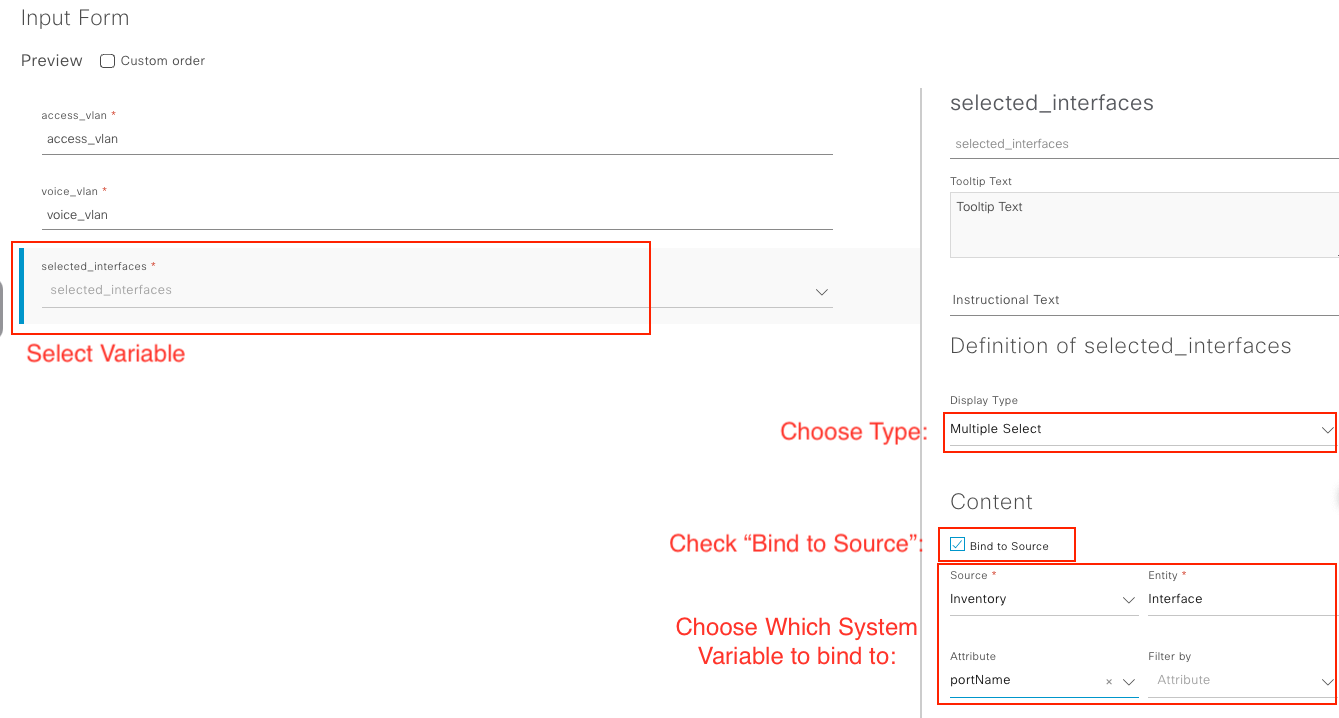 Input Form
Preview Custom order
access_vlan *
access_vlan
voice_vlan *
voice_vlan
selected_interfaces *
selected_interfaces
Select Variable
selected_interfaces
selected_interfaces
Tooltip Text
Tooltip Text
Instructional Text
Definition of selected_interfaces
Display Type
Choose Type: Multiple Select
Content
Check “Bind to Source”: Bind to Source
Source * Entity *
Inventory Interface
Choose Which System
Variable to bind to:
Attribute Filter by
portName × Attribute